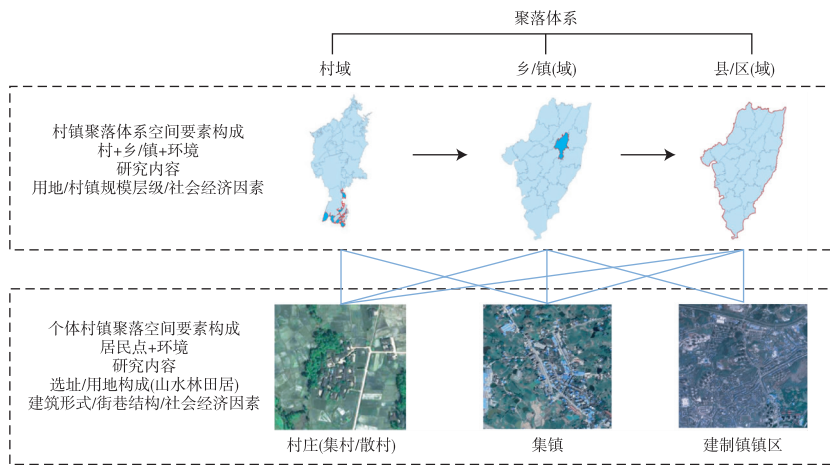 聚落体系
村域
乡/镇(域)
县/区(域)
村镇聚落体系空间要素构成
村+乡/镇+环境
研究内容
用地/村镇规模层级/社会经济因素
个体村镇聚落空间要素构成
居民点+环境
研究内容
选址/用地构成(山水林田居)
建筑形式/街巷结构/社会经济因素
村庄(集村/散村)
集镇
建制镇镇区